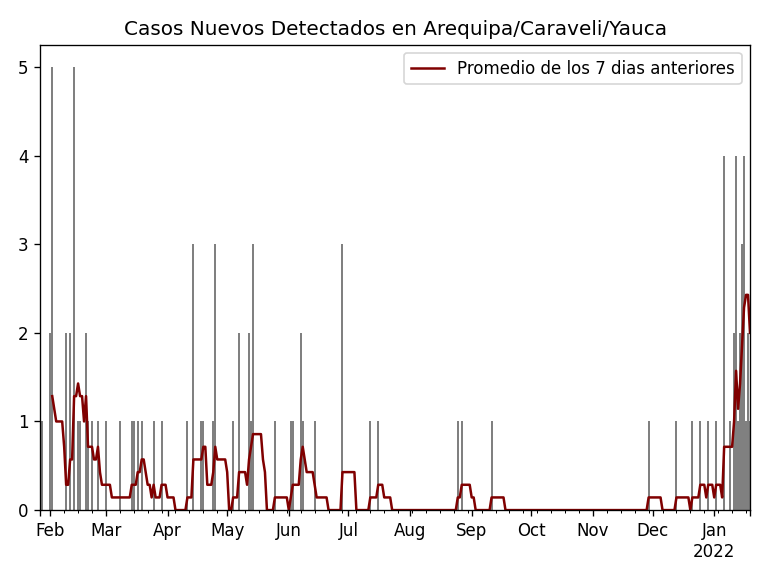 Casos Nuevos Detectados en Arequipa/Caraveli/Yauca
Promedio de los 7 dias anteriores
5
4
3
2
1
0
Feb Mar Apr May Jun Jul Aug Sep Oct Nov Dec Jan
2022